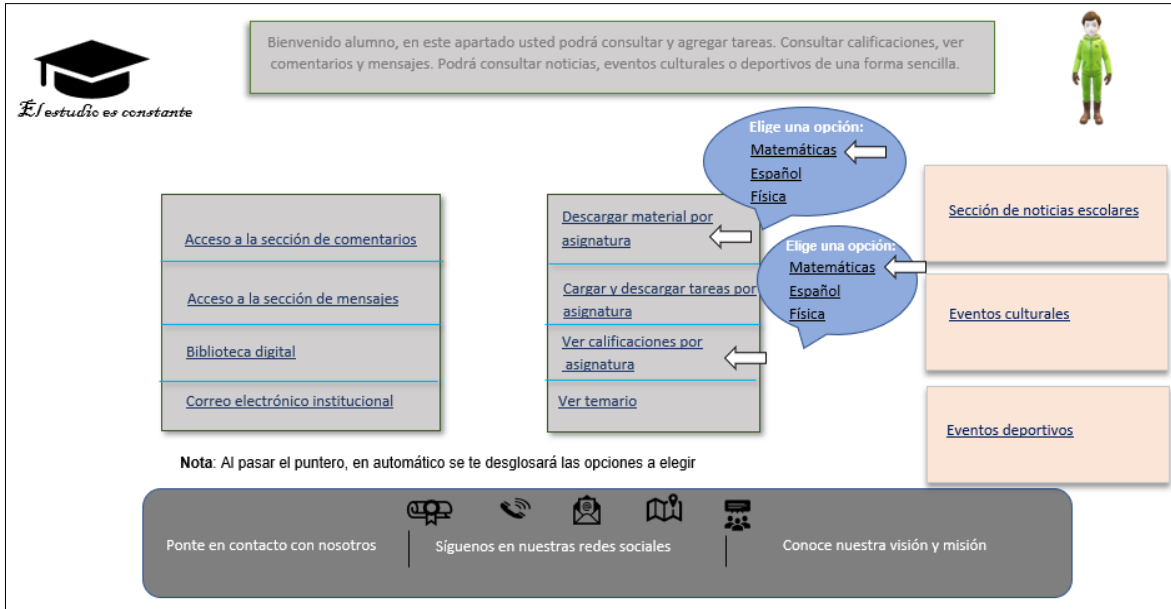 Bienvenido alumno, en este apartado usted podrá consultar y agregar tareas. Consultar calificaciones, ver
comentarios y mensajes. Podrá consultar noticias, eventos culturales o deportivos de una forma sencilla.
El estudio es constante
Elige una opción:
Matemáticas
Español
Física
Acceso a la sección de comentarios
Acceso a la sección de mensajes
Biblioteca digital
Correo electrónico institucional
Descargar material por
asignatura
Cargar y descargar tareas por
asignatura
Ver calificaciones por
asignatura
Ver temario
Elige una opción:
Matemáticas
Español
Física
Sección de noticias escolares
Eventos culturales
Eventos deportivos
Nota: Al pasar el puntero, en automático se te desglosará las opciones a elegir
Ponte en contacto con nosotros
Síguenos en nuestras redes sociales
Conoce nuestra visión y misión